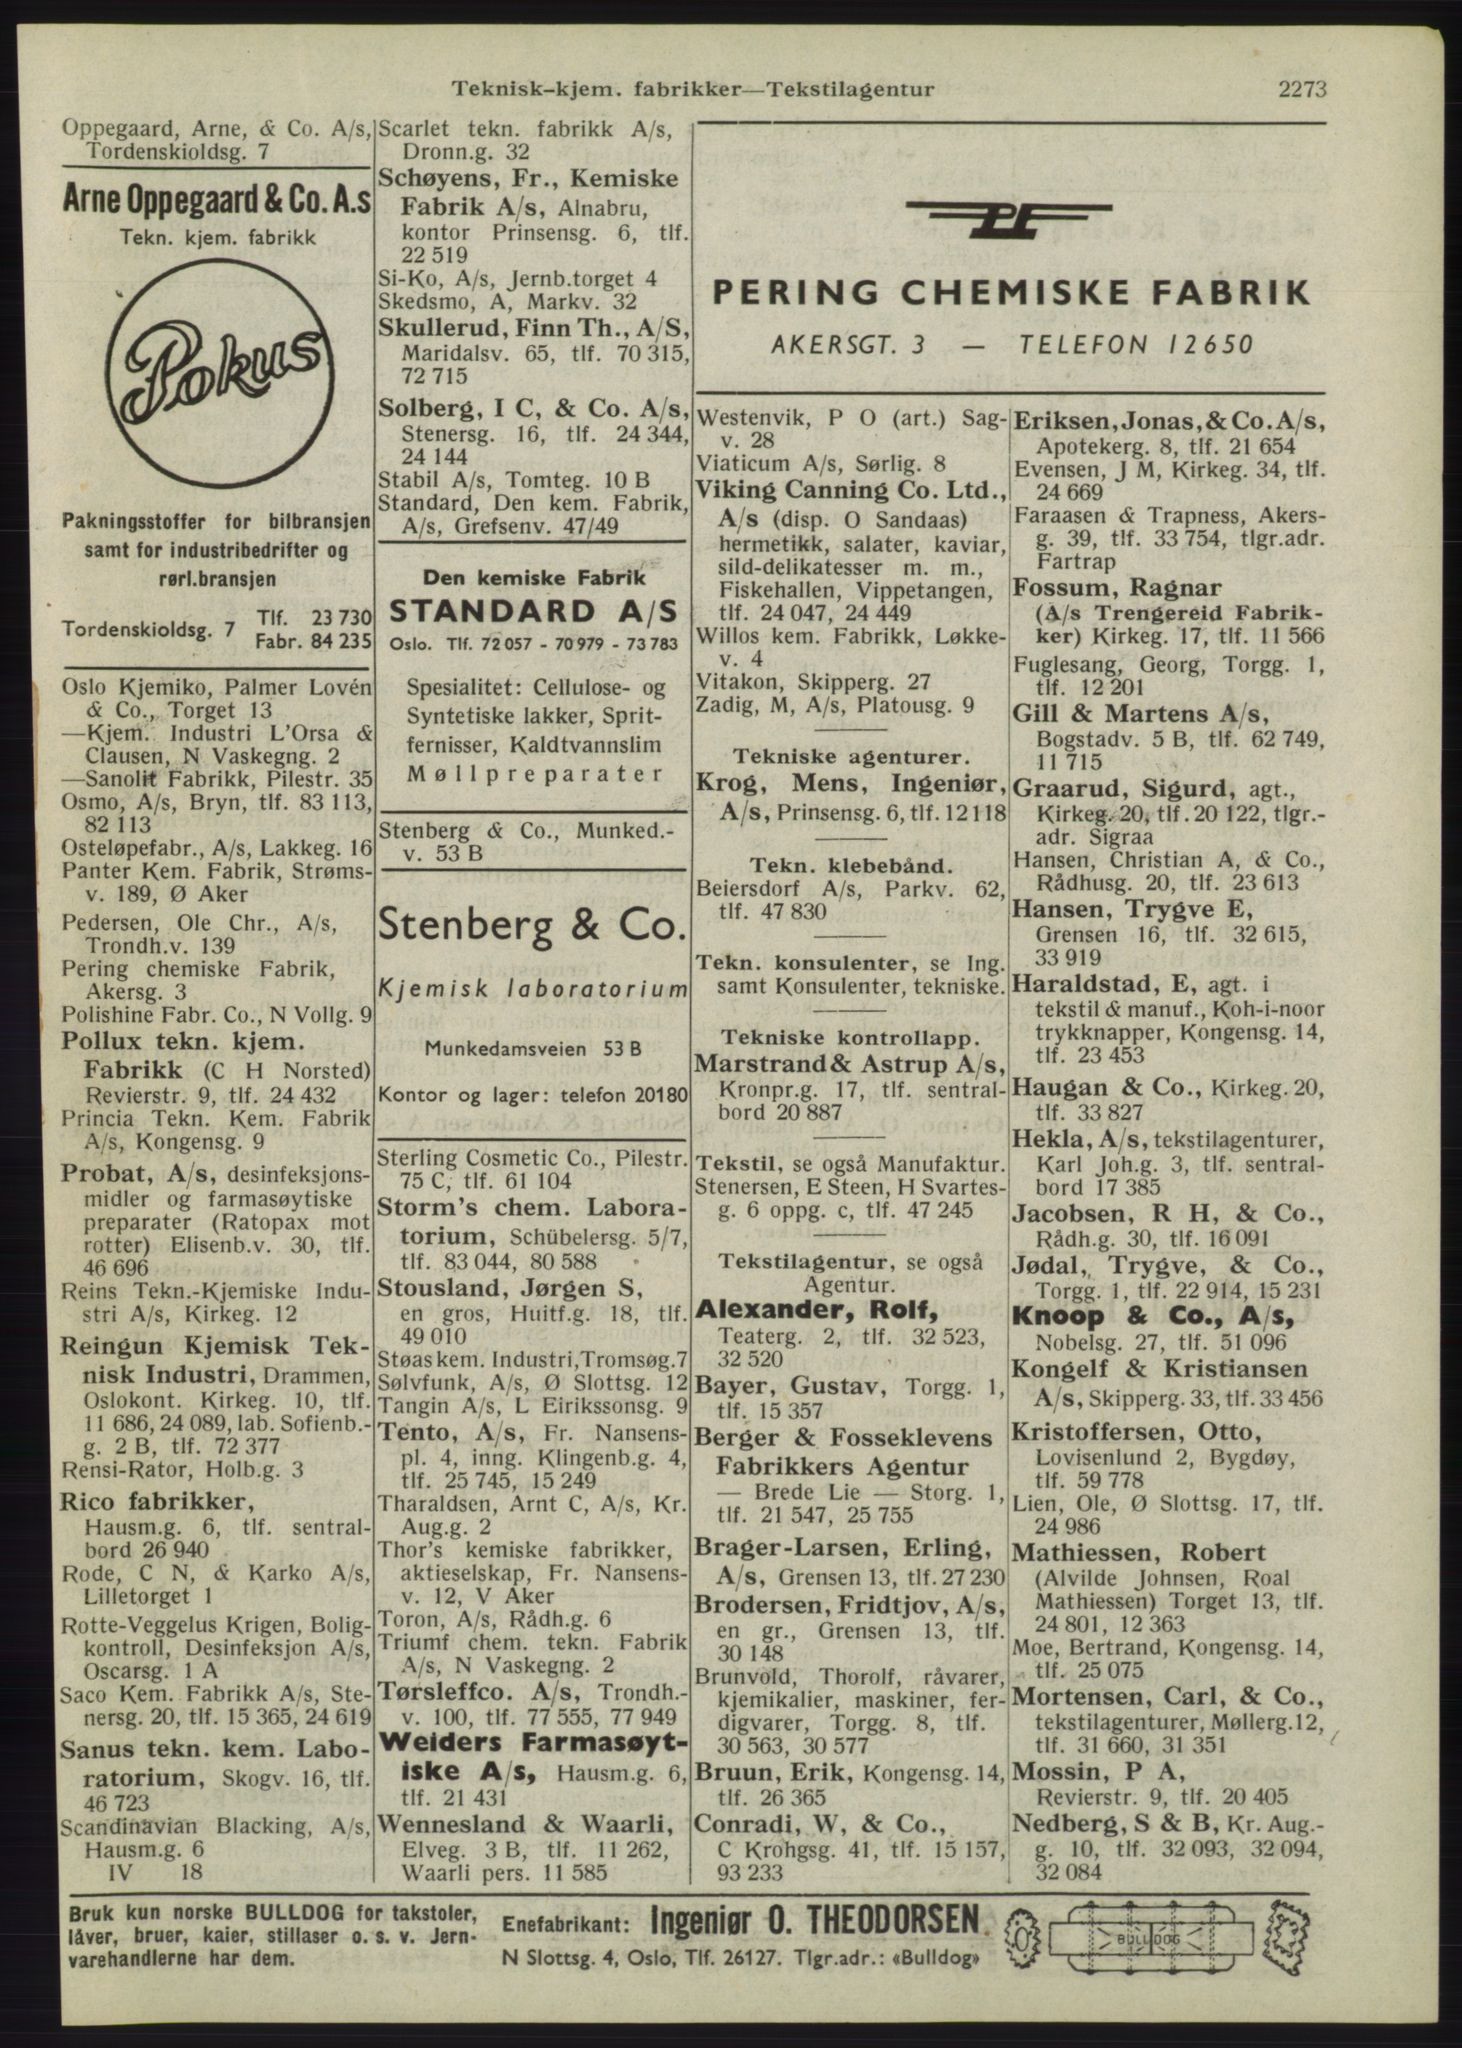 Teknisk-kjem. fabrikker—Tekstilagentur
2273
Oppegaard, Arne, & Co. A/s,
Tordenskioldsg. 7
Arne Oppegaard & Co. A.s
Tekn. kjem. fabrikk
Pokus
Pakningsstoffer for bilbransjen
samt for industribedrifter og
rørl.bransjen
Tordenskioldsg. 7
Tlf. 23 730
Fabr. 84 235
Oslo Kjemiko, Palmer Lovén
& Co., Torget 13
—Kjem. Industri L'Orsa &
Clausen, N Vaskegng. 2
—Sanolit Fabrikk, Pilestr. 35
Osmo, A/s, Bryn, tlf. 83 113,
82 113
Osteløpefabr., A/s, Lakkeg. 16
Panter Kem. Fabrik, Strøms-
v. 189, Ø Aker
Pedersen, Ole Chr., A/s,
Trondh.v. 139
Pering chemiske Fabrik,
Akersg. 3
Polishine Fabr. Co., N Vollg. 9
Pollux tekn. kjem.
Fabrikk (C H Norsted)
Revierstr. 9, tlf. 24 432
Princia Tekn. Kem. Fabrik
A/s, Kongensg. 9
Probat, A/s, desinfeksjons-
midler og farmasøytiske
preparater (Ratopax mot
rotter) Elisenb.v. 30, tlf.
46 696
Reins Tekn.-Kjemiske Indu-
stri A/s, Kirkeg. 12
Reingun Kjemisk Tek-
nisk Industri, Drammen,
Oslokont. Kirkeg. 10, tlf.
11 686, 24 089, lab. Sofienb.-
g. 2 B, tlf. 72 377
Rensi-Rator, Holb.g. 3
Rico fabrikker,
Hausm.g. 6, tlf. sentral-
bord 26 940
Rode, C N, & Karko A/s,
Lilletorget 1
Rotte-Veggelus Krigen, Bolig-
kontroll, Desinfeksjon A/s,
Oscarsg. 1 A
Saco Kem. Fabrikk A/s, Ste-
nersg. 20, tlf. 15 365, 24 619
Sanus tekn. kem. Labo-
ratorium, Skogv. 16, tlf.
46 723
Scandinavian Blacking, A/s,
Hausm.g. 6
IV 18
Scarlet tekn. fabrikk A/s,
Dronn.g. 32
Schøyens, Fr., Kemiske
Fabrik A/s, Alnabru,
kontor Prinsensg. 6, tlf.
22 519
Si-Ko, A/s, Jernb.torget 4
Skedsmo, A, Markv. 32
Skullerud, Finn Th., A/S,
Maridalsv. 65, tlf. 70 315,
72 715
Solberg, I C, & Co. A/s,
Stenersg. 16, tlf. 24 344,
24 144
Stabil A/s, Tomteg. 10 B
Standard, Den kem. Fabrik,
A/s, Grefsenv. 47/49
Den kemiske Fabrik
STANDARD A/S
Oslo. Tlf. 72 057 - 70 979 - 73 783
Spesialitet: Cellulose- og
Syntetiske lakker, Sprit-
fernisser, Kaldtvannslim
Møllpreparater
Stenberg & Co., Munked.-
v. 53 B
Stenberg & Co.
Kjemisk laboratorium
Munkedamsveien 53 B
Kontor og lager: telefon 20180
Sterling Cosmetic Co., Pilestr.
75 C, tlf. 61 104
Storm's chem. Labora-
torium, Schübelersg. 5/7,
tlf. 83 044, 80 588
Stousland, Jørgen S,
en gros, Huitf.g. 18, tlf.
49 010
Støas kem. Industri, Tromsøg. 7
Sølvfunk, A/s, Ø Slottsg. 12
Tangin A/s, L Eirikssonsg. 9
Tento, A/s, Fr. Nansens-
pl. 4, inng. Klingenb.g. 4,
tlf. 25 745, 15 249
Tharaldsen, Arnt C, A/s, Kr.
Aug.g. 2
Thor's kemiske fabrikker,
aktieselskap, Fr. Nansens-
v. 12, V Aker
Toron, A/s, Rådh.g. 6
Triumf chem. tekn. Fabrik
A/s, N Vaskegng. 2
Tørsleffco. A/s, Trondh.-
v. 100, tlf. 77 555, 77 949
Weiders Farmasøyt-
iske A/s, Hausm.g. 6,
tlf. 21 431
Wennesland & Waarli,
Elveg. 3 B, tlf. 11 262,
Waarli pers. 11 585
PF
PERING CHEMISKE FABRIK
AKERSGT. 3 — TELEFON 12650
Westenvik, P O (art.) Sag-
v. 28
Viaticum A/s, Sørlig. 8
Viking Canning Co. Ltd.,
A/s (disp. O Sandaas)
hermetikk, salater, kaviar,
sild-delikatesser m. m.,
Fiskehallen, Vippetangen,
tlf. 24 047, 24 449
Willos kem. Fabrikk, Løkke-
v. 4
Vitakon, Skipperg. 27
Zadig, M, A/s, Platousg. 9
Tekniske agenturer.
Krog, Mens, Ingeniør,
A/s, Prinsensg. 6, tlf. 12 118
Tekn. klebebånd.
Beiersdorf A/s, Parkv. 62,
tlf. 47 830
Tekn. konsulenter, se Ing.
samt Konsulenter, tekniske.
Tekniske kontrollapp.
Marstrand & Astrup A/s,
Kronpr.g. 17, tlf. sentral-
bord 20 887
Tekstil, se også Manufaktur.
Stenersen, E Steen, H Svartes-
g. 6 oppg. c, tlf. 47 245
Tekstilagentur, se også
Agentur.
Alexander, Rolf,
Teaterg. 2, tlf. 32 523,
32 520
Bayer, Gustav, Torgg. 1,
tlf. 15 357
Berger & Fosseklevens
Fabrikkers Agentur
— Brede Lie — Storg. 1,
tlf. 21 547, 25 755
Brager-Larsen, Erling,
A/s, Grensen 13, tlf. 27 230
Brodersen, Fridtjov, A/s,
en gr., Grensen 13, tlf.
30 148
Brunvold, Thorolf, råvarer,
kjemikalier, maskiner, fer-
digvarer, Torgg. 8, tlf.
30 563, 30 577
Bruun, Erik, Kongensg. 14,
tlf. 26 365
Conradi, W, & Co.,
C Krohgsg. 41, tlf. 15 157,
93 233
Eriksen, Jonas, & Co. A/s,
Apotekerg. 8, tlf. 21 654
Evensen, J M, Kirkeg. 34, tlf.
24 669
Faraasen & Trapness, Akers-
g. 39, tlf. 33 754, tlgr.adr.
Fartrap
Fossum, Ragnar
(A/s Trengereid Fabrik-
ker) Kirkeg. 17, tlf. 11 566
Fuglesang, Georg, Torgg. 1,
tlf. 12 201
Gill & Martens A/s,
Bogstadv. 5 B, tlf. 62 749,
11 715
Graarud, Sigurd, agt.,
Kirkeg. 20, tlf. 20 122, tlgr.-
adr. Sigraa
Hansen, Christian A, & Co.,
Rådhusg. 20, tlf. 23 613
Hansen, Trygve E,
Grensen 16, tlf. 32 615,
33 919
Haraldstad, E, agt. i
tekstil & manuf., Koh-i-noor
trykknapper, Kongensg. 14,
tlf. 23 453
Haugan & Co., Kirkeg. 20,
tlf. 33 827
Hekla, A/s, tekstilagenturer,
Karl Joh.g. 3, tlf. sentral-
bord 17 385
Jacobsen, R H, & Co.,
Rådh.g. 30, tlf. 16 091
Jødal, Trygve, & Co.,
Torgg. 1, tlf. 22 914, 15 231
Knoop & Co., A/s,
Nobelsg. 27, tlf. 51 096
Kongelf & Kristiansen
A/s, Skipperg. 33, tlf. 33 456
Kristoffersen, Otto,
Lovisenlund 2, Bygdøy,
tlf. 59 778
Lien, Ole, Ø Slottsg. 17, tlf.
24 986
Mathiessen, Robert
(Alvilde Johnsen, Roal
Mathiessen) Torget 13, tlf.
24 801, 12 363
Moe, Bertrand, Kongensg. 14,
tlf. 25 075
Mortensen, Carl, & Co.,
tekstilagenturer, Møllerg. 12,
tlf. 31 660, 31 351
Mossin, P A,
Revierstr. 9, tlf. 20 405
Nedberg, S & B, Kr. Aug.-
g. 10, tlf. 32 093, 32 094,
32 084
Bruk kun norske BULLDOG for takstoler,
låver, bruer, kaier, stillaser o. s. v. Jern-
varehandlerne har dem.
Enefabrikant: Ingeniør O. THEODORSEN
N Slottsg. 4, Oslo, Tlf. 26127. Tlgr.adr.: «Bulldog»
BULLDOG